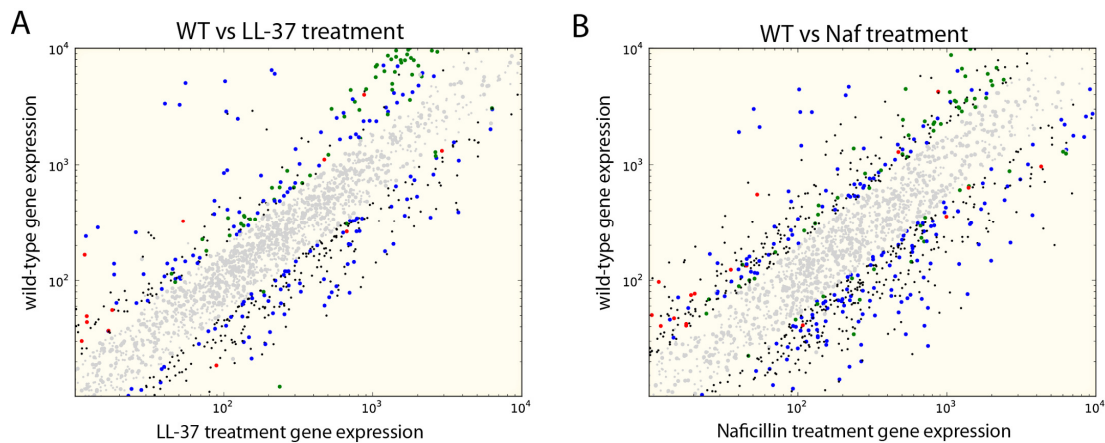 A
WT vs LL-37 treatment
10^4
10^3
10^2
wild-type gene expression
10^2
10^3
10^4
LL-37 treatment gene expression
B
WT vs Naf treatment
10^4
10^3
10^2
wild-type gene expression
10^2
10^3
10^4
Naficillin treatment gene expression